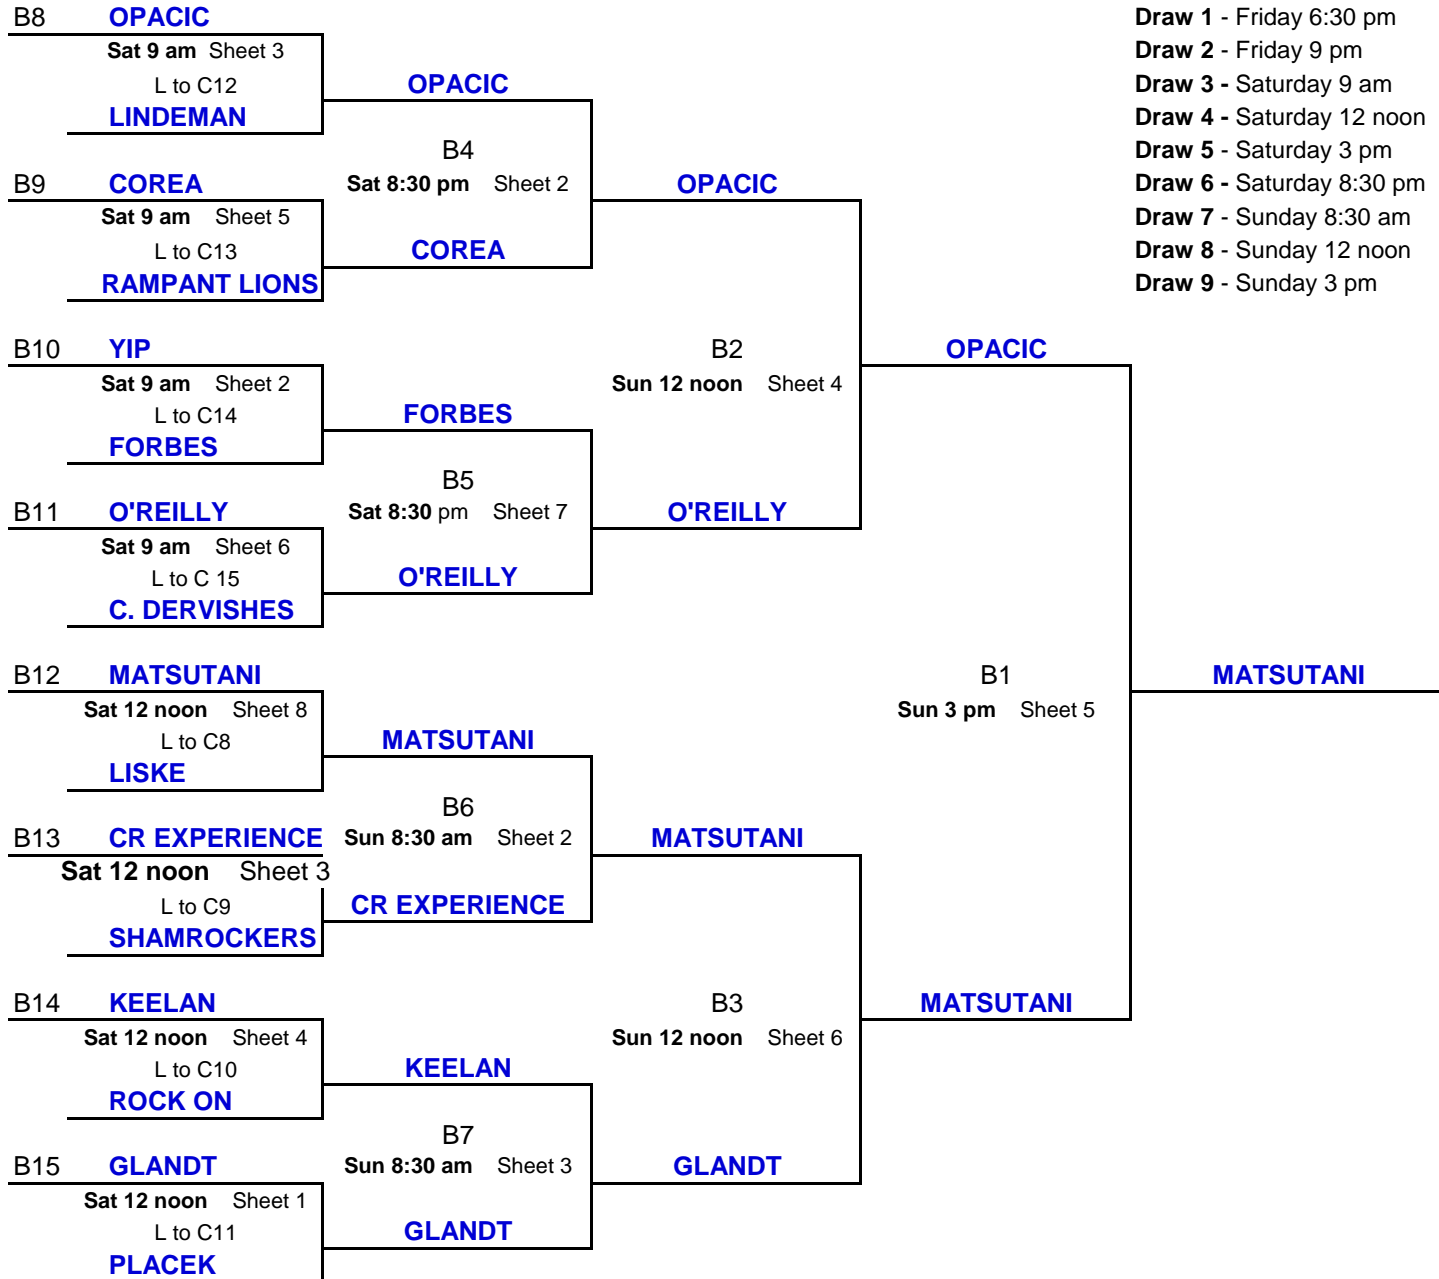 B8 OPACIC
Draw 1 - Friday 6:30 pm
Sat 9 am Sheet 3
Draw 2 - Friday 9 pm
L to C12
OPACIC
Draw 3 - Saturday 9 am
LINDEMAN
Draw 4 - Saturday 12 noon
B4
Draw 5 - Saturday 3 pm
B9 COREA
Sat 8:30 pm Sheet 2
OPACIC
Draw 6 - Saturday 8:30 pm
Sat 9 am Sheet 5
Draw 7 - Sunday 8:30 am
L to C13
COREA
Draw 8 - Sunday 12 noon
RAMPANT LIONS
Draw 9 - Sunday 3 pm
B10 YIP
B2
OPACIC
Sat 9 am Sheet 2
Sun 12 noon Sheet 4
L to C14
FORBES
FORBES
B5
B11 O'REILLY
Sat 8:30 pm Sheet 7
O'REILLY
Sat 9 am Sheet 6
L to C 15
O'REILLY
C. DERVISHES
B12 MATSUTANI
B1
MATSUTANI
Sat 12 noon Sheet 8
Sun 3 pm Sheet 5
L to C8
MATSUTANI
LISKE
B6
B13 CR EXPERIENCE
Sun 8:30 am Sheet 2
MATSUTANI
Sat 12 noon Sheet 3
L to C9
CR EXPERIENCE
SHAMROCKERS
B14 KEELAN
B3
MATSUTANI
Sat 12 noon Sheet 4
Sun 12 noon Sheet 6
L to C10
KEELAN
ROCK ON
B7
B15 GLANDT
Sun 8:30 am Sheet 3
GLANDT
Sat 12 noon Sheet 1
L to C11
GLANDT
PLACEK